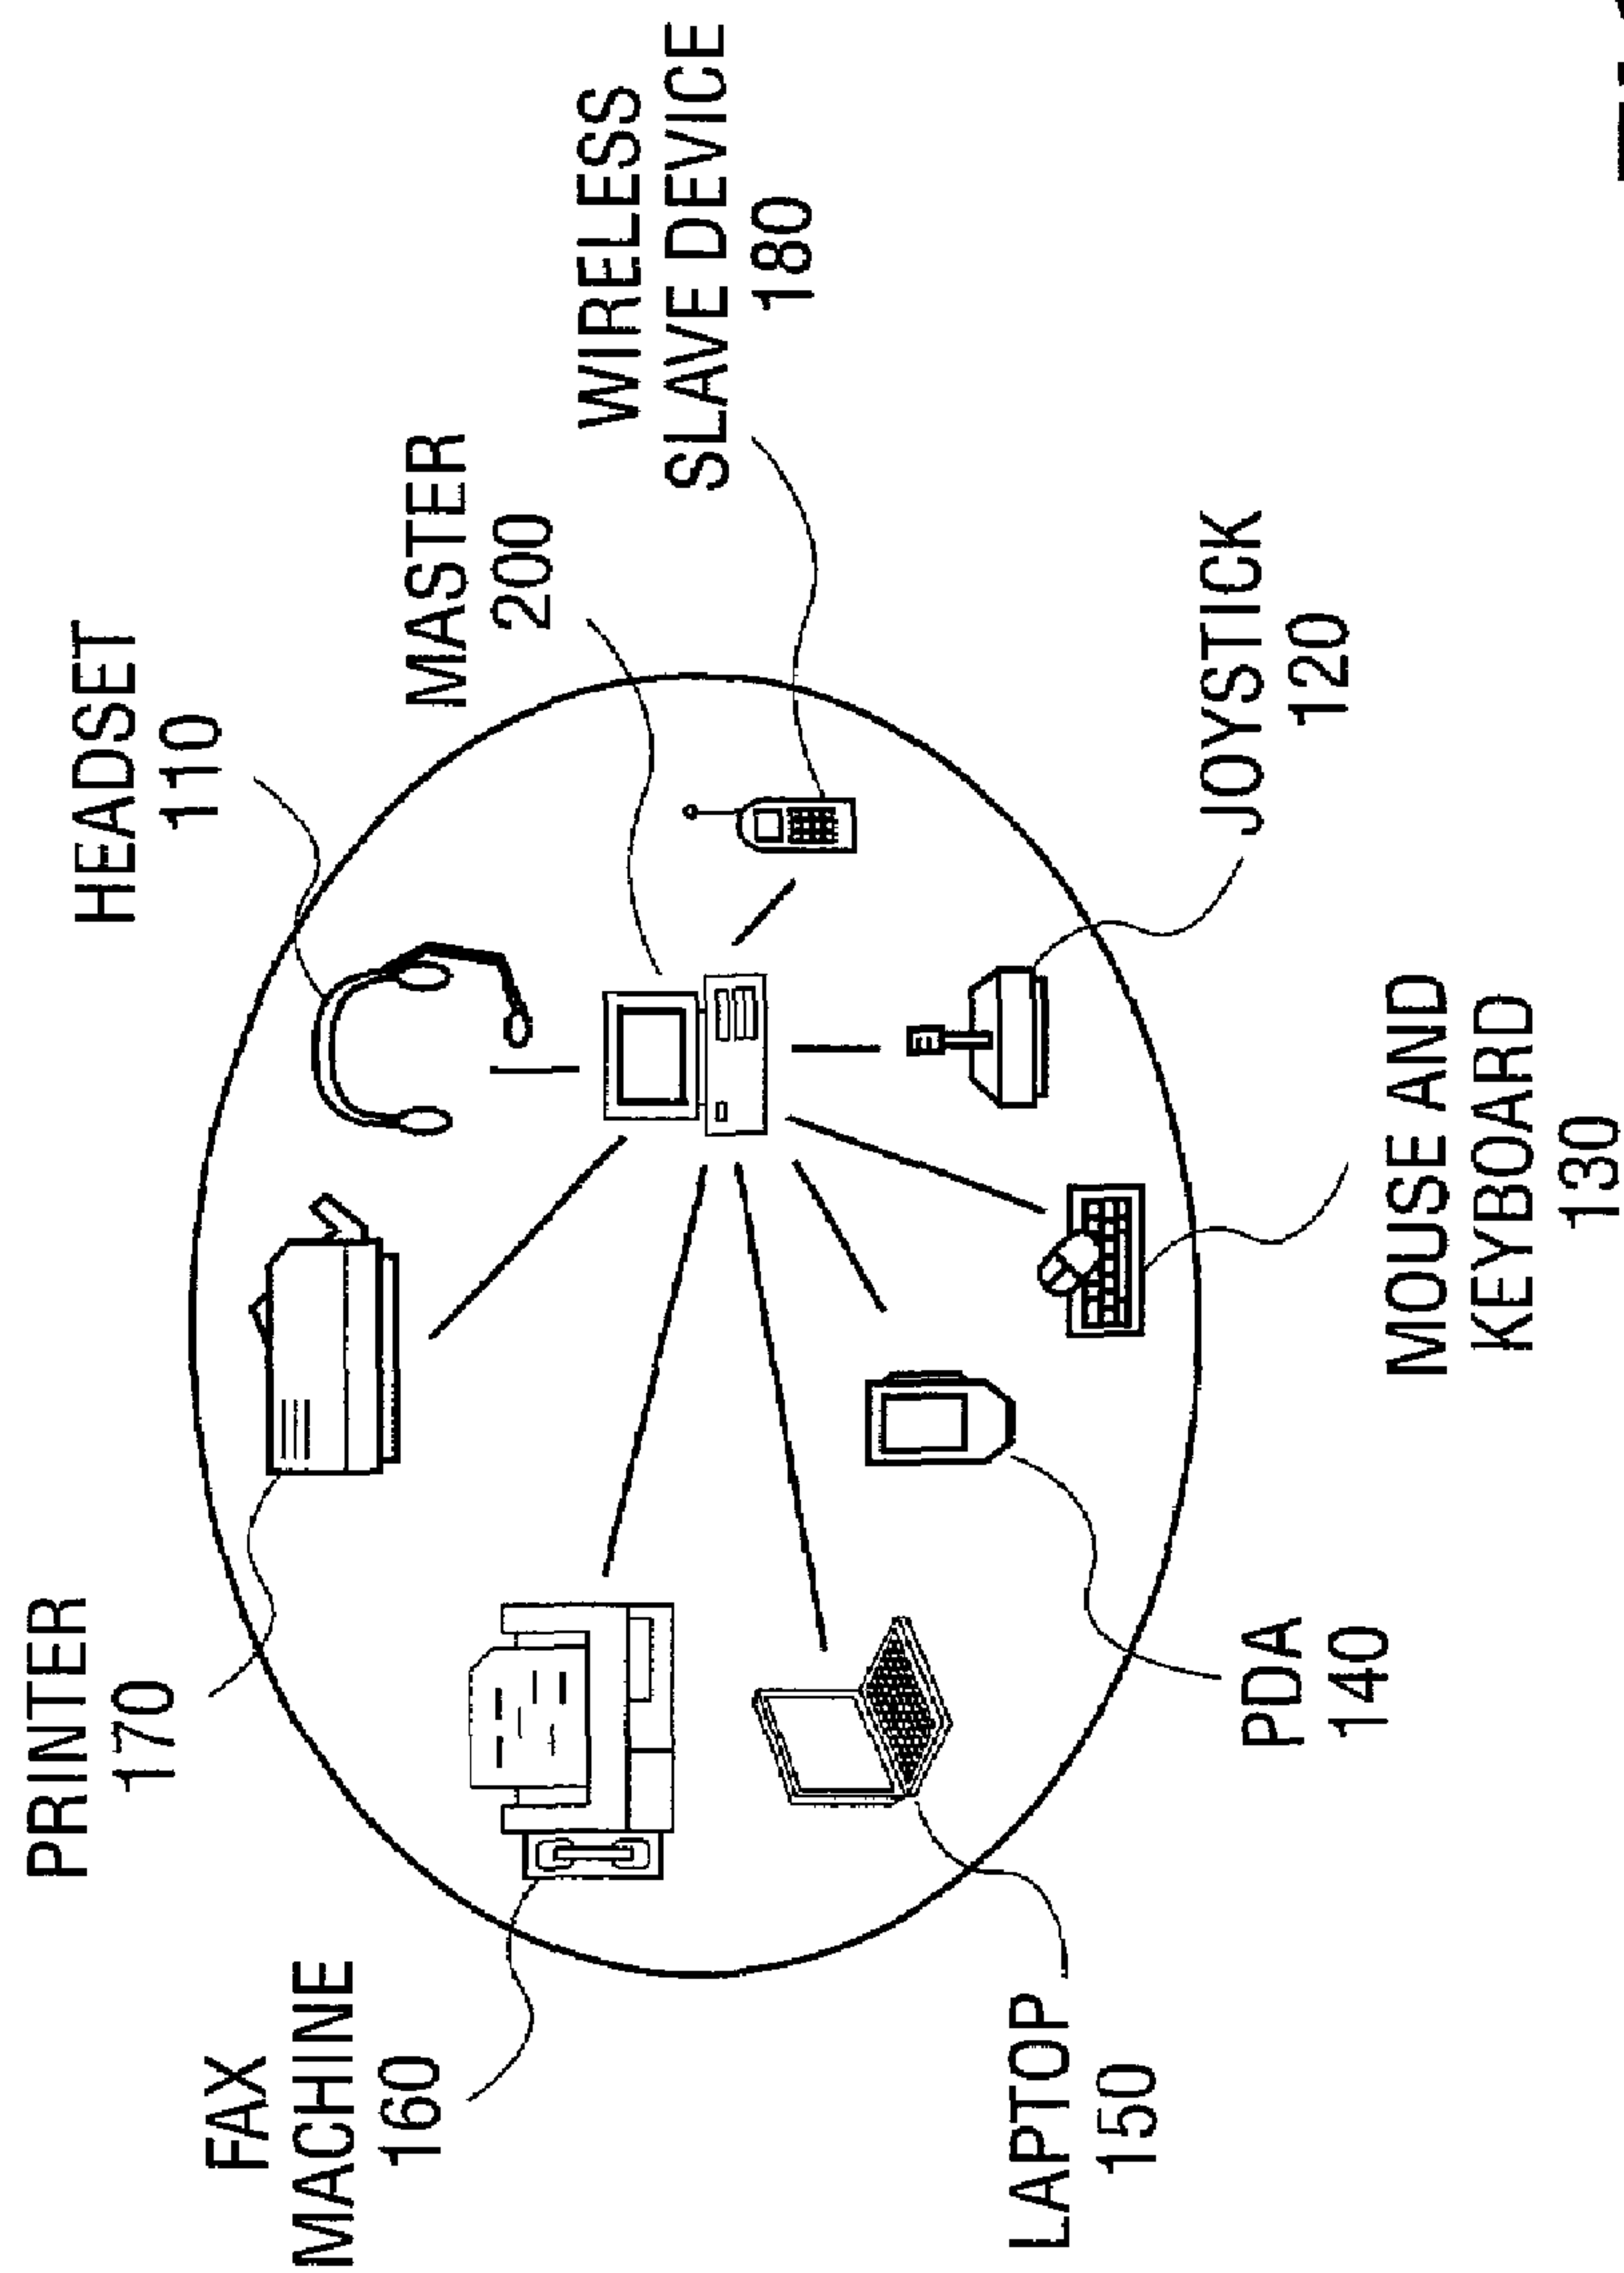 PRINTER
170
HEADSET
110
FAX
MACHINE
160
MASTER
200
WIRELESS
SLAVE DEVICE
180
LAPTOP
150
PDA
140
JOYSTICK
120
MOUSE AND
KEYBOARD
130